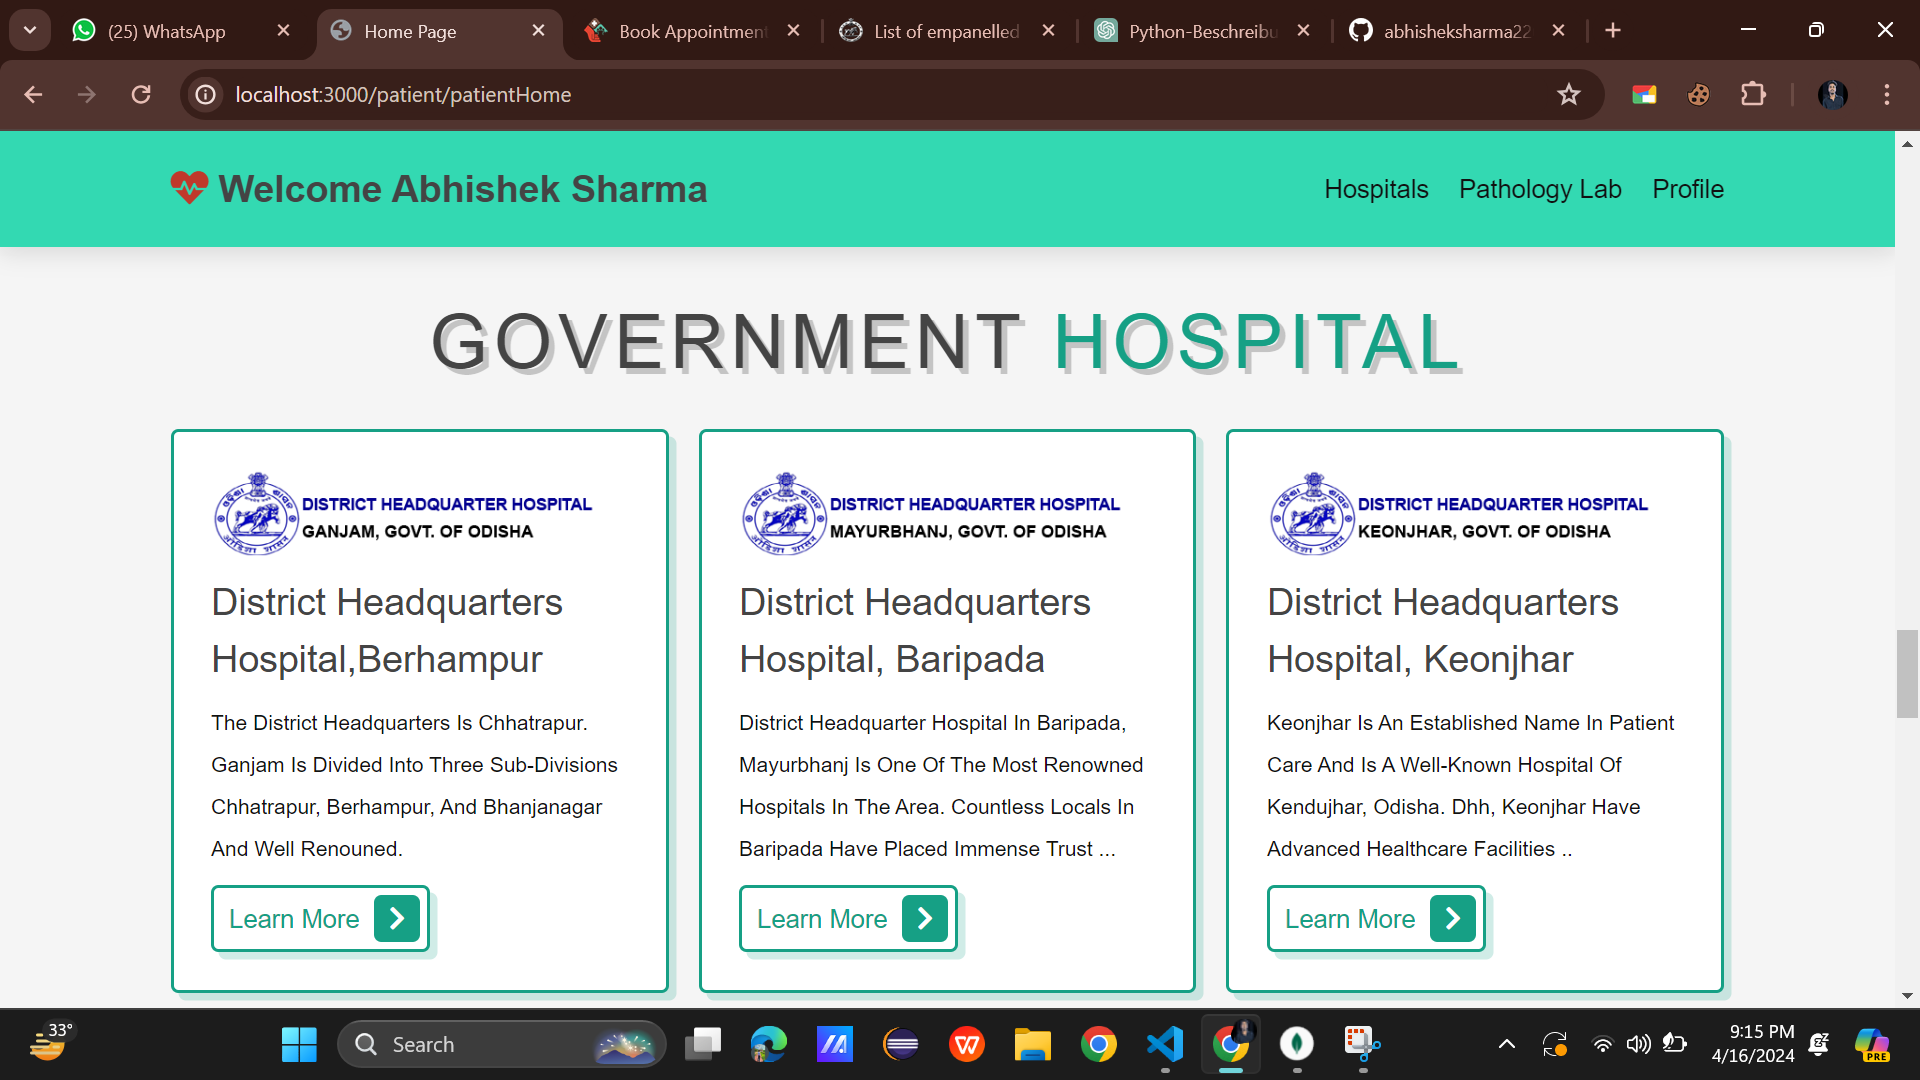 (25) WhatsApp
Home Page
Book Appointment
List of empanelled
Python-Beschreibu
abhisheksharma22
localhost:3000/patient/patientHome
Welcome Abhishek Sharma
Hospitals Pathology Lab Profile
GOVERNMENT HOSPITAL
DISTRICT HEADQUARTER HOSPITAL
GANJAM, GOVT. OF ODISHA
District Headquarters
Hospital,Berhampur
The District Headquarters Is Chhatrapur.
Ganjam Is Divided Into Three Sub-Divisions
Chhatrapur, Berhampur, And Bhanjanagar
And Well Renouned.
Learn More
DISTRICT HEADQUARTER HOSPITAL
MAYURBHANJ, GOVT. OF ODISHA
District Headquarters
Hospital, Baripada
District Headquarter Hospital In Baripada,
Mayurbhanj Is One Of The Most Renowned
Hospitals In The Area. Countless Locals In
Baripada Have Placed Immense Trust ...
Learn More
DISTRICT HEADQUARTER HOSPITAL
KEONJHAR, GOVT. OF ODISHA
District Headquarters
Hospital, Keonjhar
Keonjhar Is An Established Name In Patient
Care And Is A Well-Known Hospital Of
Kendujhar, Odisha. Dhh, Keonjhar Have
Advanced Healthcare Facilities ..
Learn More
33°
Search
9:15 PM
4/16/2024
PRE